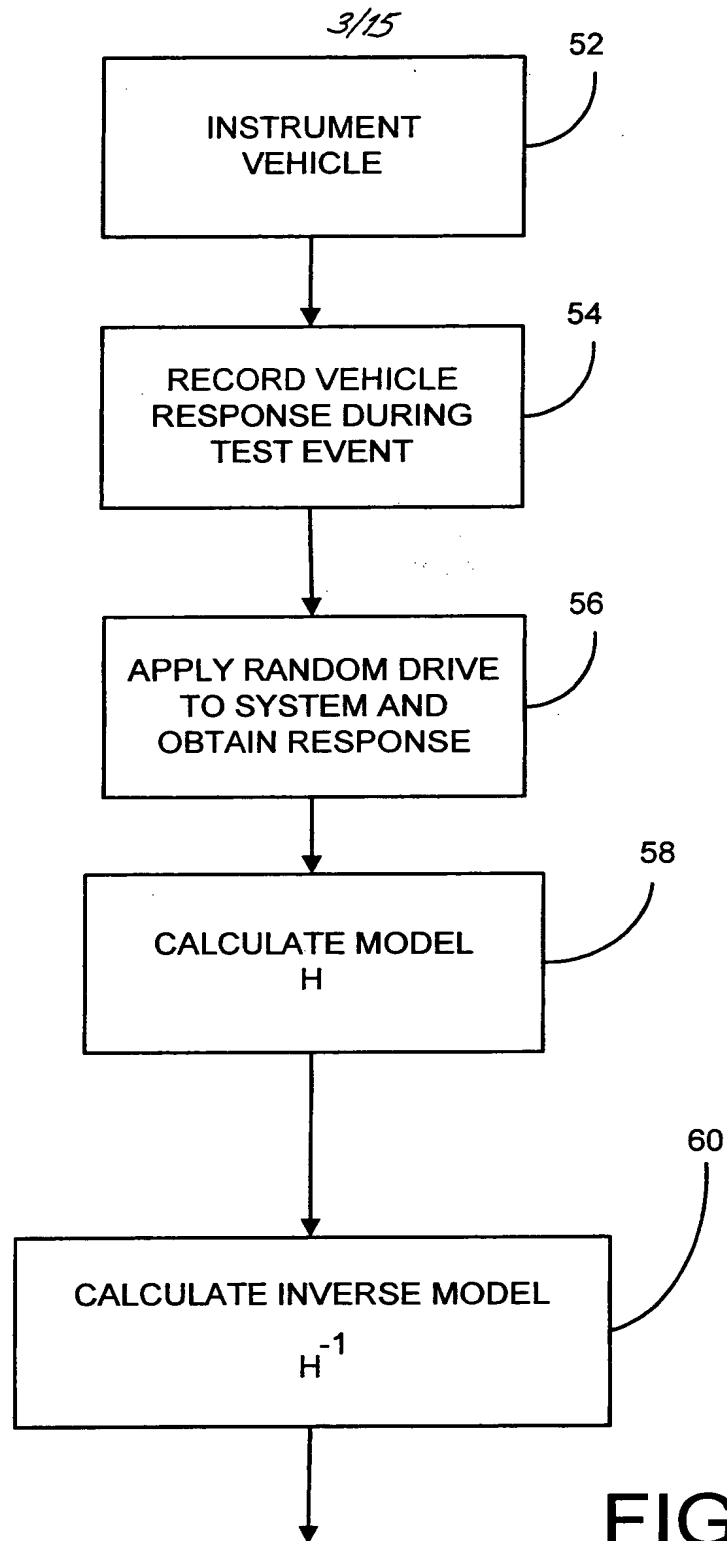 3/15
52
INSTRUMENT
VEHICLE
54
RECORD VEHICLE
RESPONSE DURING
TEST EVENT
56
APPLY RANDOM DRIVE
TO SYSTEM AND
OBTAIN RESPONSE
58
CALCULATE MODEL
H
60
CALCULATE INVERSE MODEL
H-1
FIG